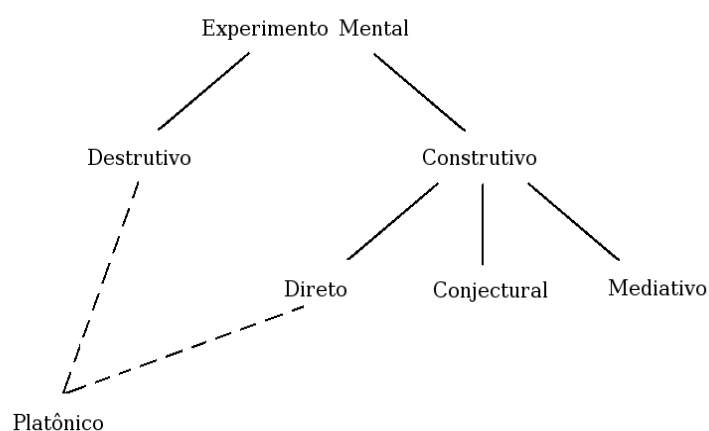 Experimento Mental
Destrutivo
Construtivo
Direto
Conjectural
Mediativo
Platônico